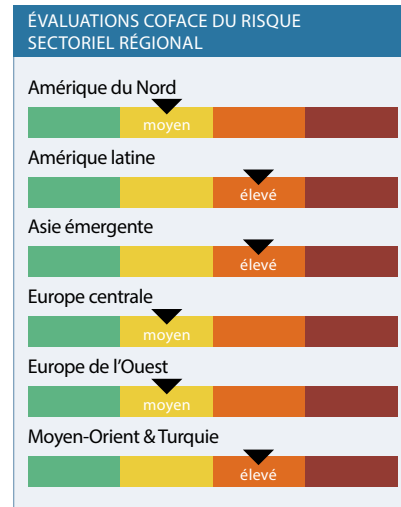 ÉVALUATIONS COFACE DU RISQUE
SECTORIEL RÉGIONAL
Amérique du Nord
moyen
Amérique latine
élevé
Asie émergente
élevé
Europe centrale
moyen
Europe de l’Ouest
moyen
Moyen-Orient & Turquie
élevé